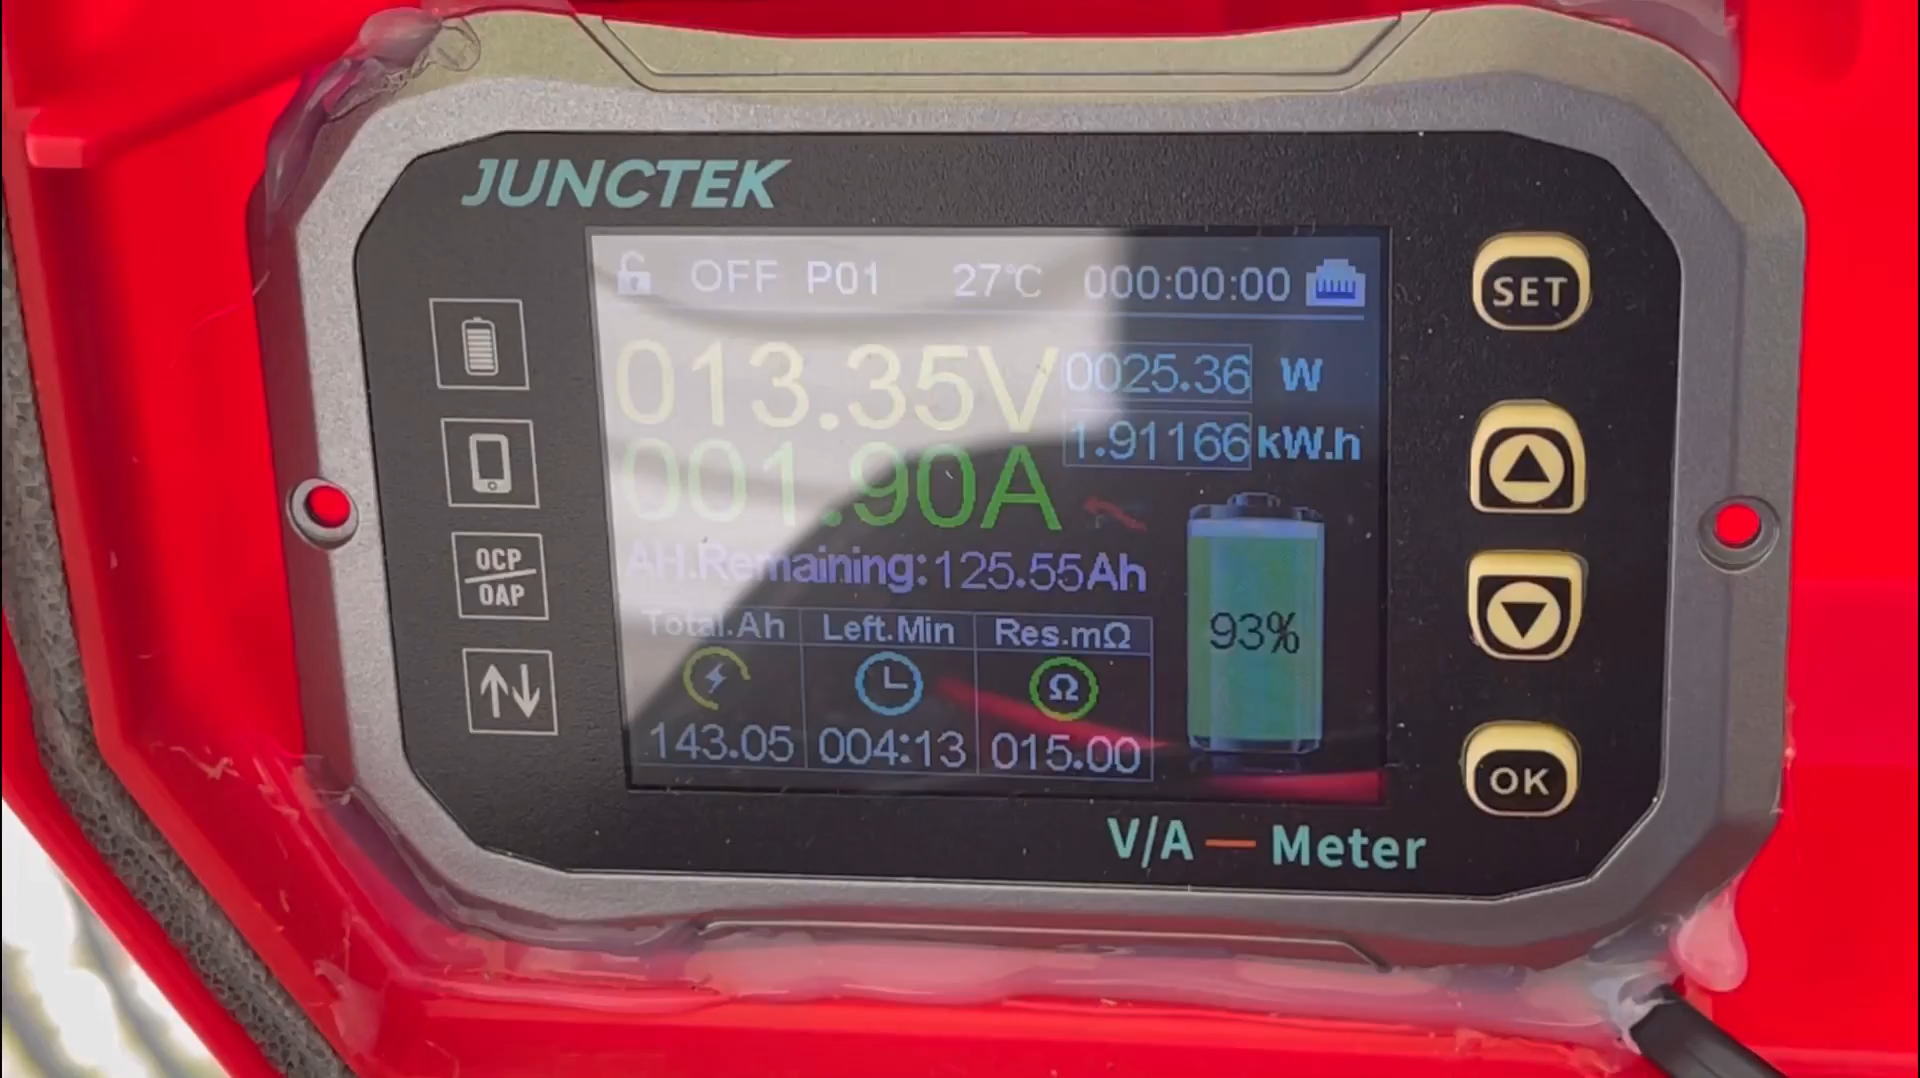 JUNCTEK
OFF P01 27℃ 000:00:00
013.35V
0025.36 W
001.90A
1.91166 kW.h
AH.Remaining:125.55Ah
Total.Ah Left.Min Res.mΩ
Ω
143.05 004:13 015.00
93%
OCP
OAP
SET
OK
V/A — Meter